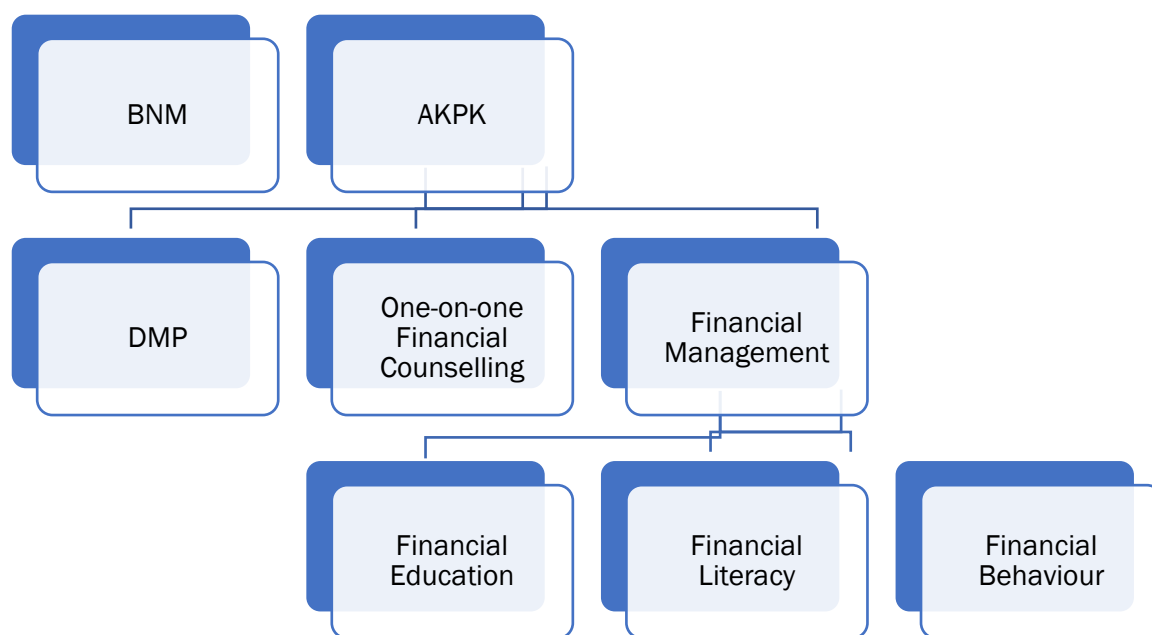 BNM
AKPK
DMP
One-on-one
Financial
Counselling
Financial
Management
Financial
Education
Financial
Literacy
Financial
Behaviour